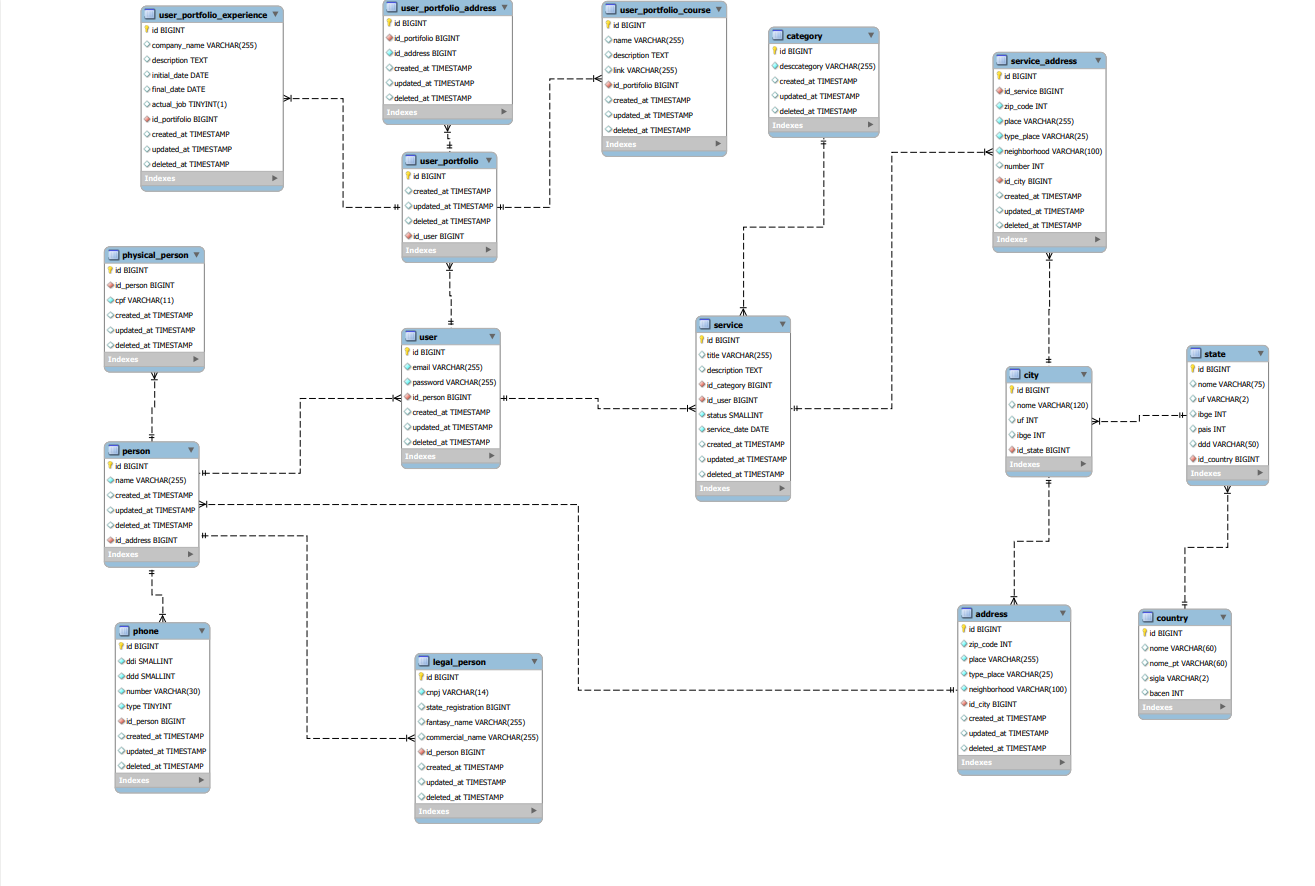 user_portfolio_experience
id BIGINT
company_name VARCHAR(255)
description TEXT
initial_date DATE
final_date DATE
actual_job TINYINT(1)
id_portifolio BIGINT
created_at TIMESTAMP
updated_at TIMESTAMP
deleted_at TIMESTAMP
Indexes
user_portfolio_address
id BIGINT
id_portifolio BIGINT
id_address BIGINT
created_at TIMESTAMP
updated_at TIMESTAMP
deleted_at TIMESTAMP
Indexes
user_portfolio_course
id BIGINT
name VARCHAR(255)
description TEXT
link VARCHAR(255)
id_portifolio BIGINT
created_at TIMESTAMP
updated_at TIMESTAMP
deleted_at TIMESTAMP
Indexes
category
id BIGINT
desccategory VARCHAR(255)
created_at TIMESTAMP
updated_at TIMESTAMP
deleted_at TIMESTAMP
Indexes
service_address
id BIGINT
id_service BIGINT
zip_code INT
place VARCHAR(255)
type_place VARCHAR(25)
neighborhood VARCHAR(100)
number INT
id_city BIGINT
created_at TIMESTAMP
updated_at TIMESTAMP
deleted_at TIMESTAMP
Indexes
user_portfolio
id BIGINT
created_at TIMESTAMP
updated_at TIMESTAMP
deleted_at TIMESTAMP
id_user BIGINT
Indexes
physical_person
id BIGINT
id_person BIGINT
cpf VARCHAR(11)
created_at TIMESTAMP
updated_at TIMESTAMP
deleted_at TIMESTAMP
Indexes
user
id BIGINT
email VARCHAR(255)
password VARCHAR(255)
id_person BIGINT
created_at TIMESTAMP
updated_at TIMESTAMP
deleted_at TIMESTAMP
Indexes
service
id BIGINT
title VARCHAR(255)
description TEXT
id_category BIGINT
id_user BIGINT
status SMALLINT
service_date DATE
created_at TIMESTAMP
updated_at TIMESTAMP
deleted_at TIMESTAMP
Indexes
city
id BIGINT
nome VARCHAR(120)
uf INT
ibge INT
id_state BIGINT
Indexes
state
id BIGINT
nome VARCHAR(75)
uf VARCHAR(2)
ibge INT
pais INT
ddd VARCHAR(50)
id_country BIGINT
Indexes
person
id BIGINT
name VARCHAR(255)
created_at TIMESTAMP
updated_at TIMESTAMP
deleted_at TIMESTAMP
id_address BIGINT
Indexes
phone
id BIGINT
ddi SMALLINT
ddd SMALLINT
number VARCHAR(30)
type TINYINT
id_person BIGINT
created_at TIMESTAMP
updated_at TIMESTAMP
deleted_at TIMESTAMP
Indexes
legal_person
id BIGINT
cnpj VARCHAR(14)
state_registration BIGINT
fantasy_name VARCHAR(255)
commercial_name VARCHAR(255)
id_person BIGINT
created_at TIMESTAMP
updated_at TIMESTAMP
deleted_at TIMESTAMP
Indexes
address
id BIGINT
zip_code INT
place VARCHAR(255)
type_place VARCHAR(25)
neighborhood VARCHAR(100)
id_city BIGINT
created_at TIMESTAMP
updated_at TIMESTAMP
deleted_at TIMESTAMP
Indexes
country
id BIGINT
nome VARCHAR(60)
nome_pt VARCHAR(60)
sigla VARCHAR(2)
bacen INT
Indexes